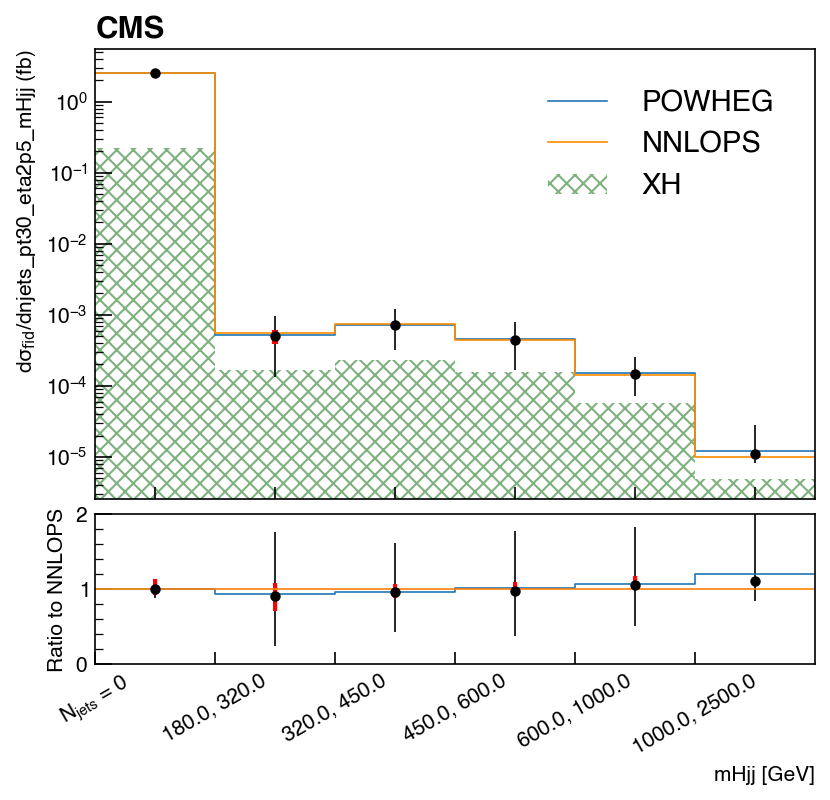 CMS
dσfid/dnjets_pt30_eta2p5_mHjj (fb)
10⁰
10⁻¹
10⁻²
10⁻³
10⁻⁴
10⁻⁵
POWHEG
NNLOPS
XH
Ratio to NNLOPS
2
1
0
Njets = 0
180.0, 320.0
320.0, 450.0
450.0, 600.0
600.0, 1000.0
1000.0, 2500.0
mHjj [GeV]